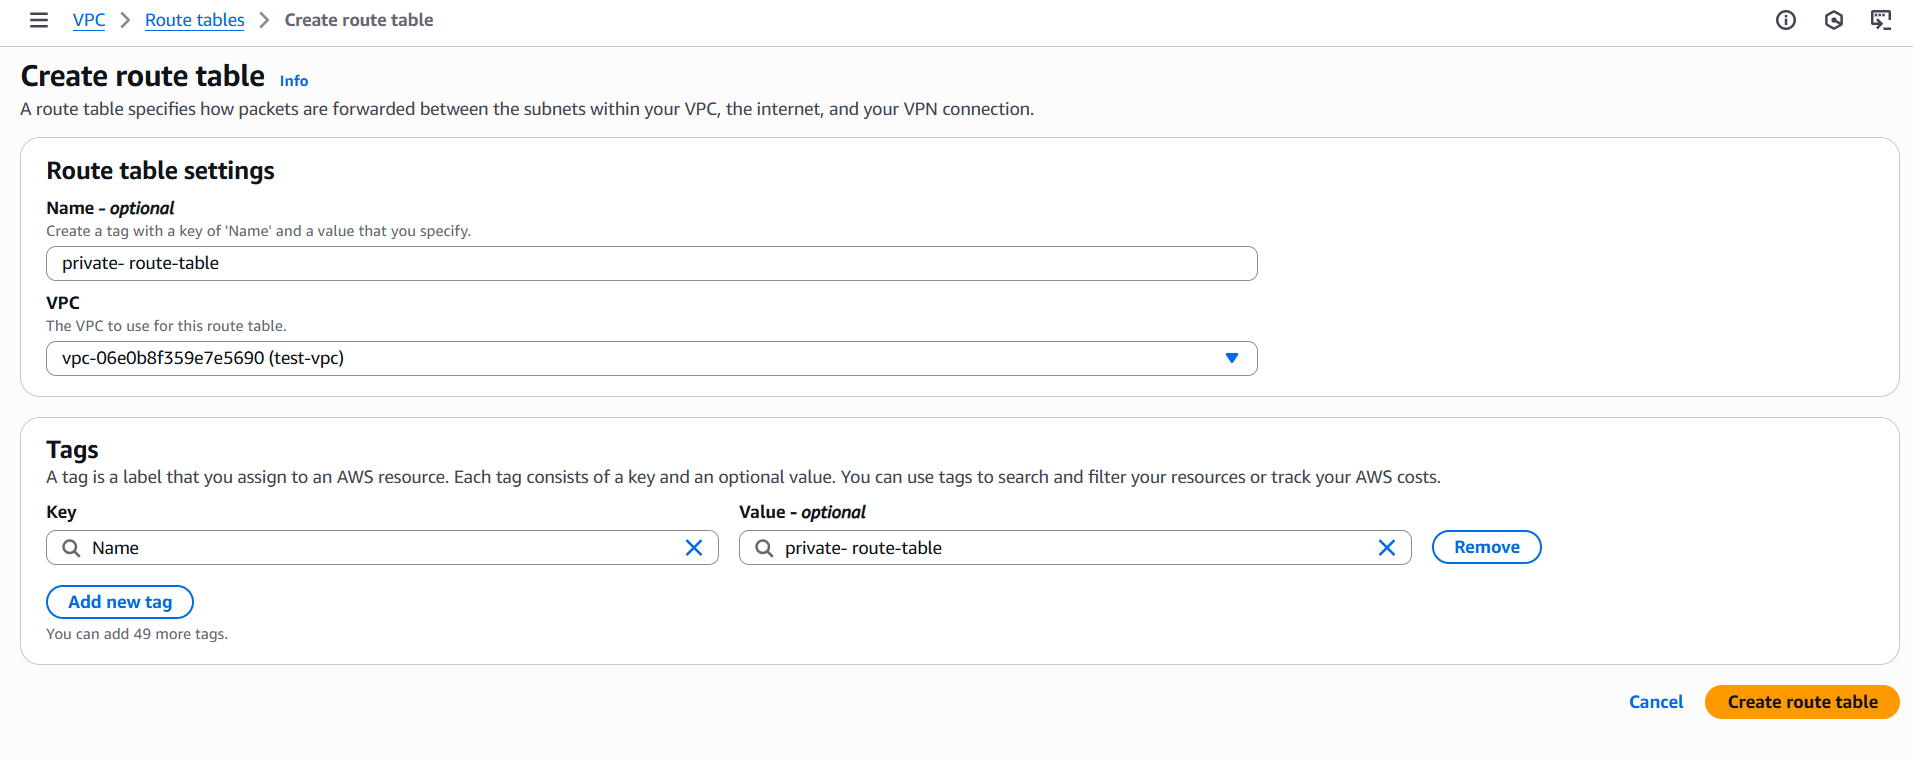 VPC > Route tables > Create route table
Create route table Info
A route table specifies how packets are forwarded between the subnets within your VPC, the internet, and your VPN connection.
Route table settings
Name - optional
Create a tag with a key of 'Name' and a value that you specify.
private- route-table
VPC
The VPC to use for this route table.
vpc-06e0b8f359e7e5690 (test-vpc)
Tags
A tag is a label that you assign to an AWS resource. Each tag consists of a key and an optional value. You can use tags to search and filter your resources or track your AWS costs.
Key Value - optional
Name private- route-table Remove
Add new tag
You can add 49 more tags.
Cancel Create route table